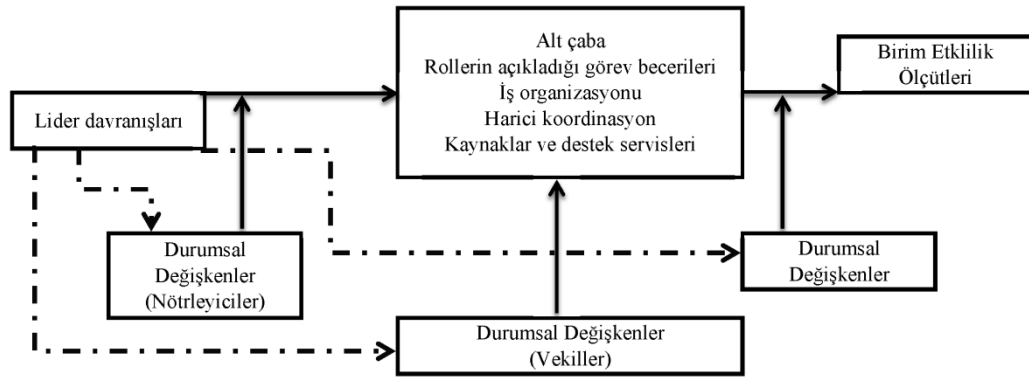 Alt çaba
Rollerin açıkladığı görev becerileri
İş organizasyonu
Harici koordinasyon
Kaynaklar ve destek servisleri
Birim Etklilik
Ölçütleri
Lider davranışları
Durumsal
Değişkenler
(Nötrleyiciler)
Durumsal
Değişkenler
Durumsal Değişkenler
(Vekiller)